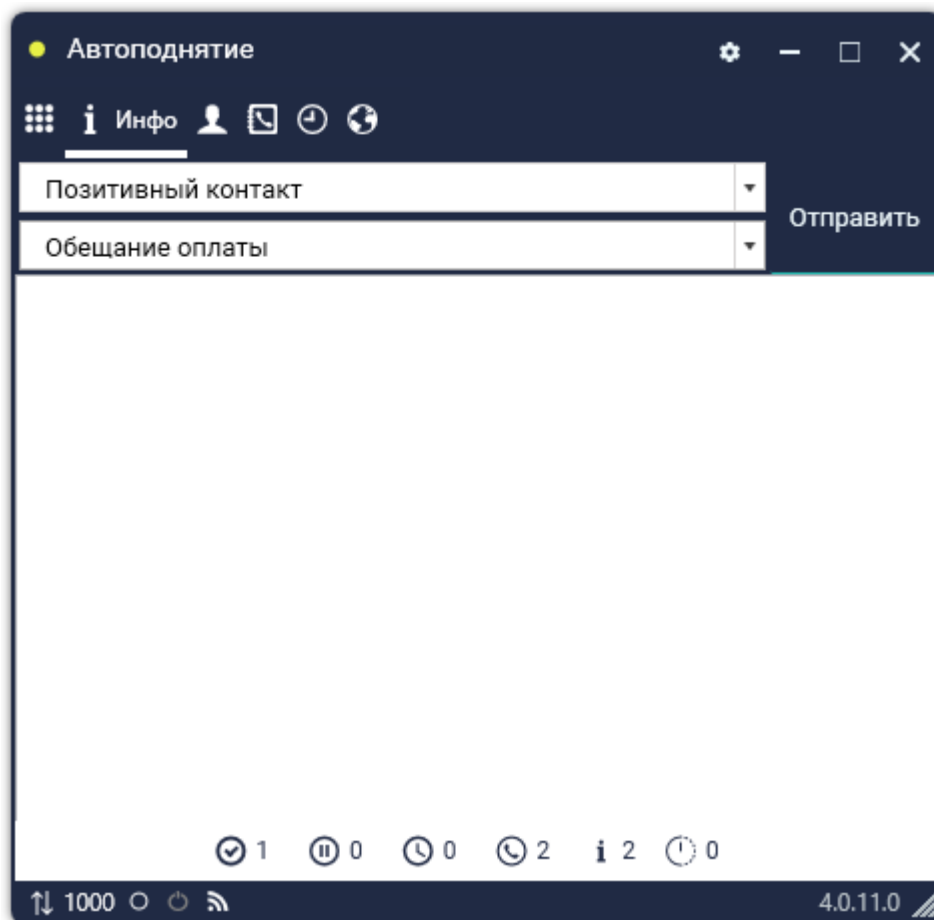 Автоподнятие
Инфо
Позитивный контакт
Отправить
Обещание оплаты
1 0 0 2 i 2 0
1000 4.0.11.0